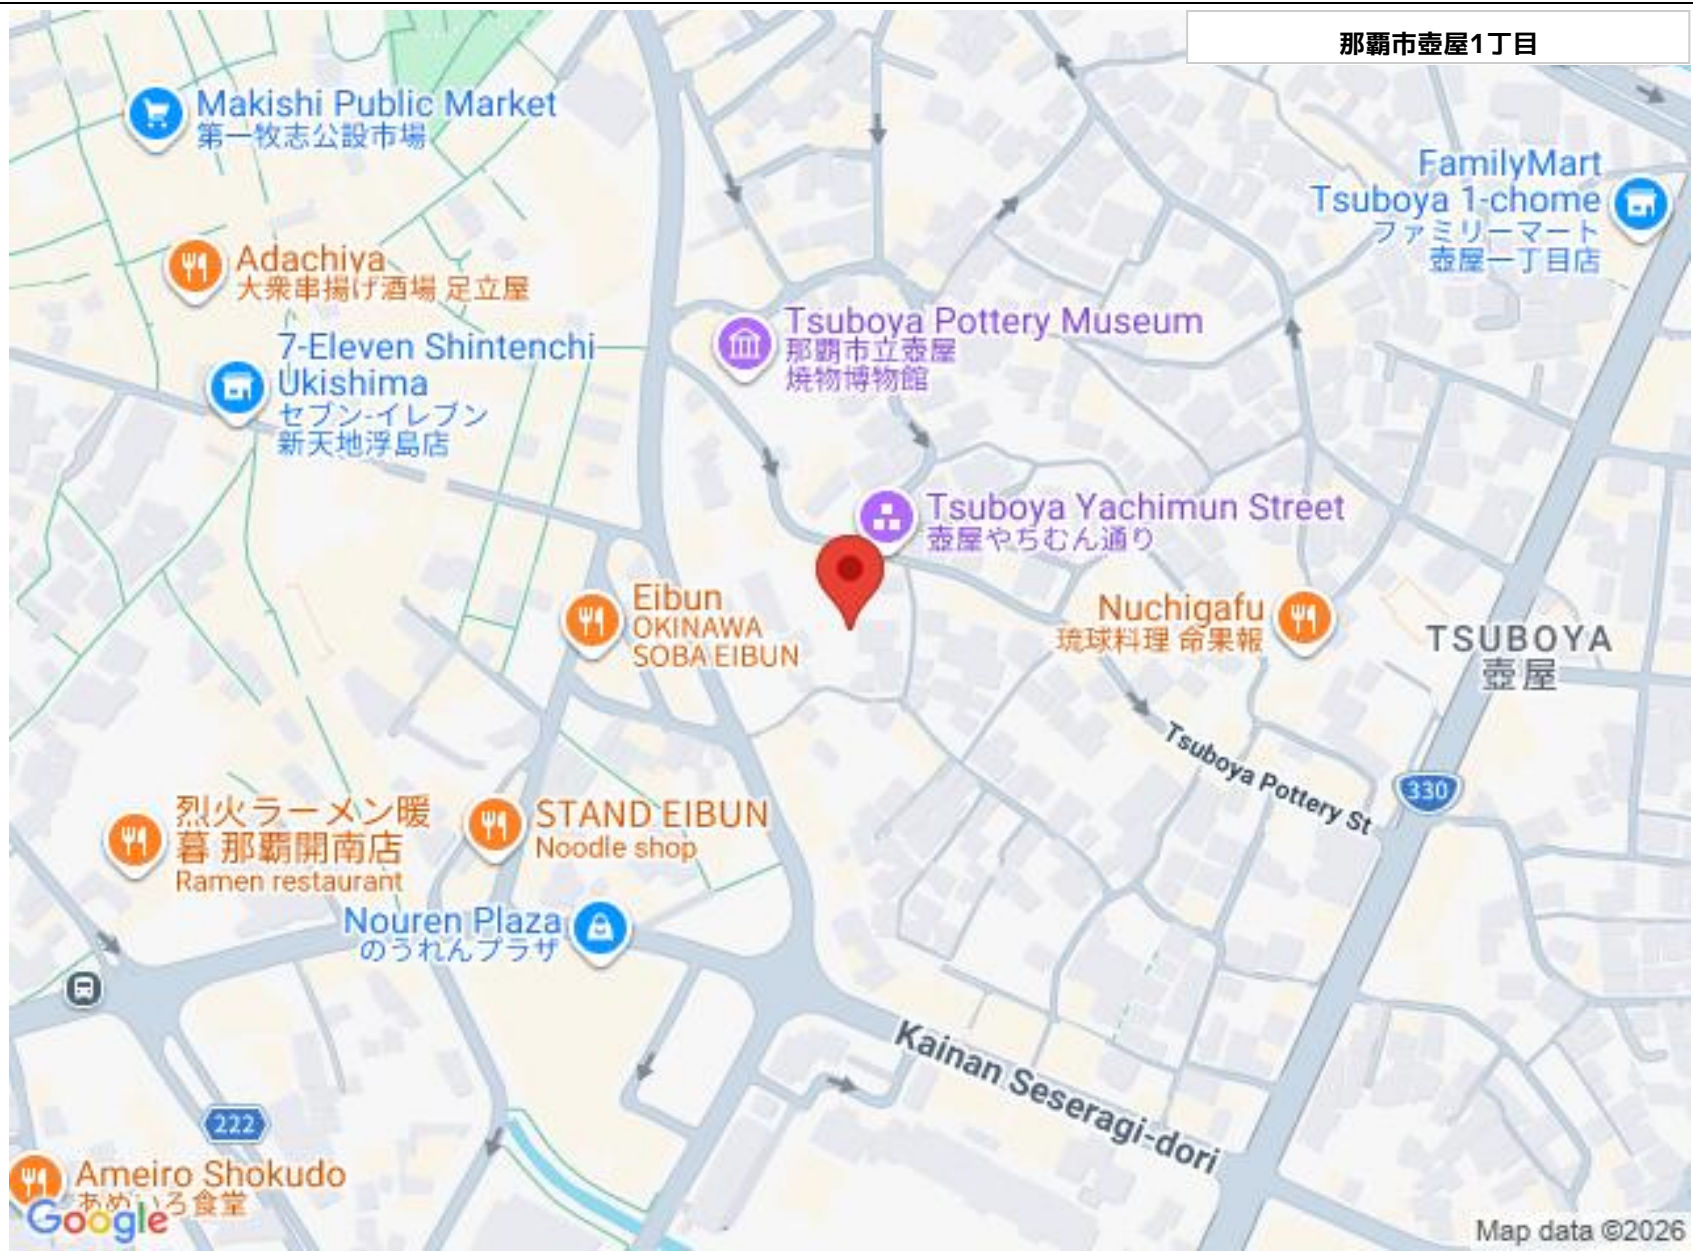 那覇市壺屋1丁目
Makishi Public Market
第一牧志公設市場
FamilyMart
Tsuboya 1-chome
ファミリーマート
壺屋一丁目店
Adachiya
大衆串揚げ酒場 足立屋
Tsuboya Pottery Museum
那覇市立壺屋
焼物博物館
7-Eleven Shintenchi
Ukishima
セブン-イレブン
新天地浮島店
Tsuboya Yachimun Street
壺屋やちむん通り
Eibun
OKINAWA
SOBA EIBUN
Nuchigafu
琉球料理 命果報
TSUBOYA
壺屋
Tsuboya Pottery St
330
烈火ラーメン暖
暮 那覇開南店
Ramen restaurant
STAND EIBUN
Noodle shop
Nouren Plaza
のうれんプラザ
Kainan Seseragi-dori
222
Ameiro Shokudo
あめいろ食堂
Google
Map data ©2026